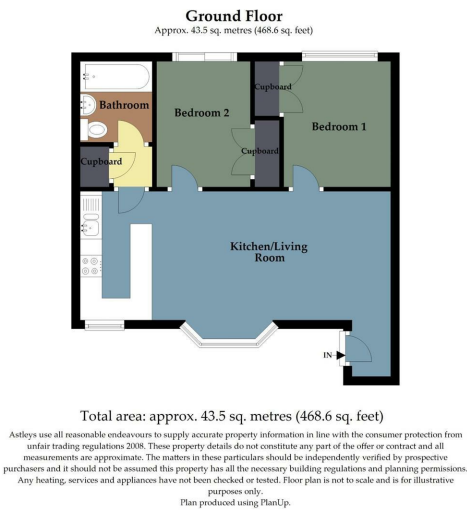 Ground Floor
Approx. 43.5 sq. metres (468.6 sq. feet)
Bathroom
Bedroom 2
Cupboard
Bedroom 1
Cupboard
Cupboard
Kitchen/Living
Room
IN
Total area: approx. 43.5 sq. metres (468.6 sq. feet)
Astleys use all reasonable endeavours to supply accurate property information in line with the consumer protection from
unfair trading regulations 2008. These property details do not constitute any part of the offer or contract and all
measurements are approximate. The matters in these particulars should be independently verified by prospective
purchasers and it should not be assumed this property has all the necessary building regulations and planning permissions.
Any heating, services and appliances have not been checked or tested. Floor plan is not to scale and is for illustrative
purposes only.
Plan produced using PlanUp.